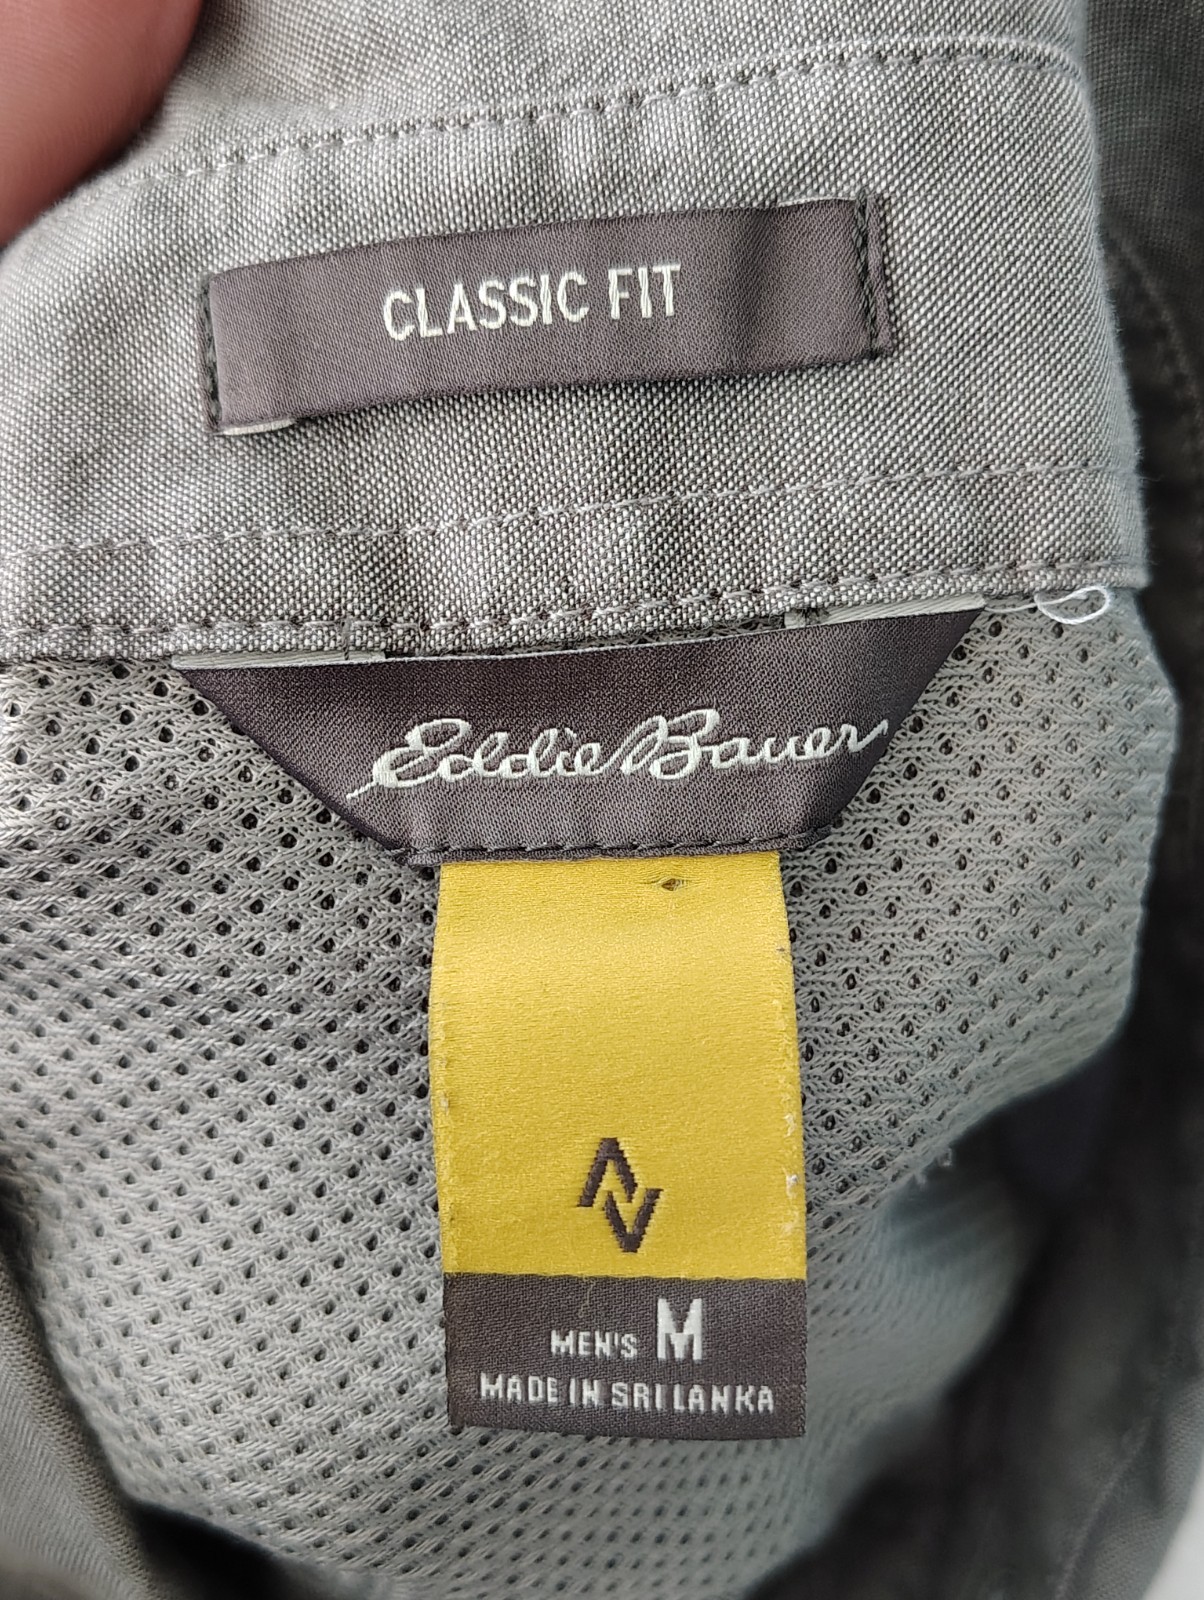 CLASSIC FIT
Eddie Bauer
MEN'S M
MADE IN SRI LANKA